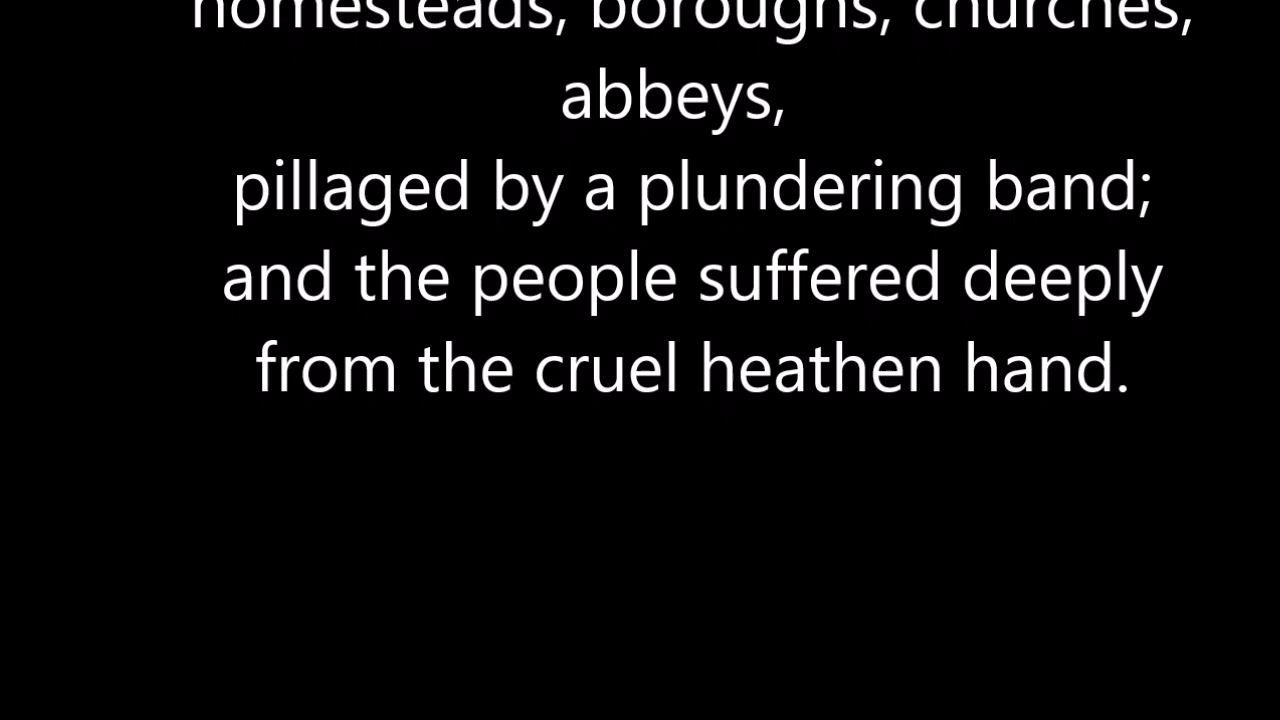 homesteads, boroughs, churches,
abbeys,
pillaged by a plundering band;
and the people suffered deeply
from the cruel heathen hand.